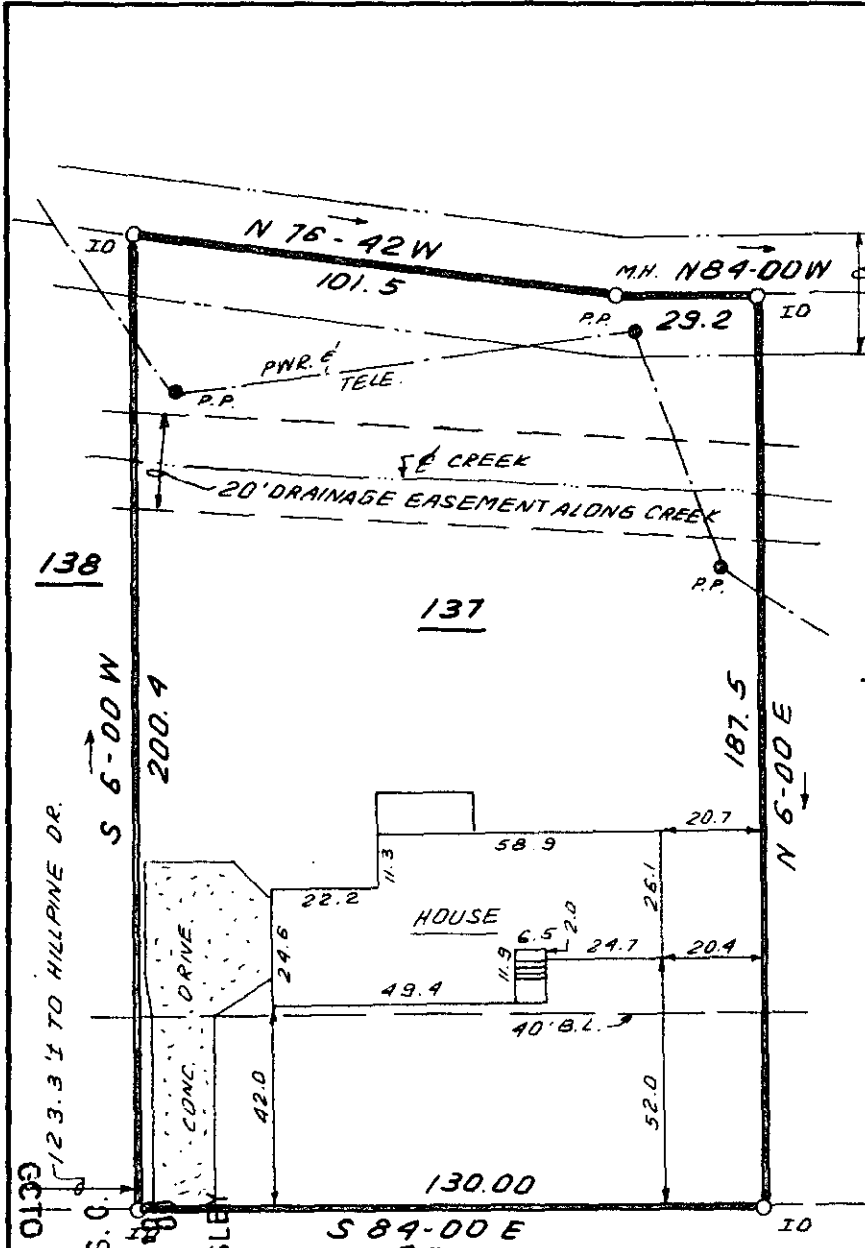 N 76-42 W
101.5
IO
M.H.
N84-00W
IO
P.P.
29.2
PWR. &
TELE.
P.P.
℄ CREEK
20' DRAINAGE EASEMENT ALONG CREEK
138
P.P.
137
S 6-00 W
200.4
187.5
N 6-00 E
20.7
58.9
11.3
26.1
22.2
HOUSE
6.5
2.0
24.7
20.4
24.6
11.9
49.4
40' B.L.
CONC. DRIVE
123.3'± TO HILLPINE DR.
42.0
52.0
130.00
S 84-00 E
IO